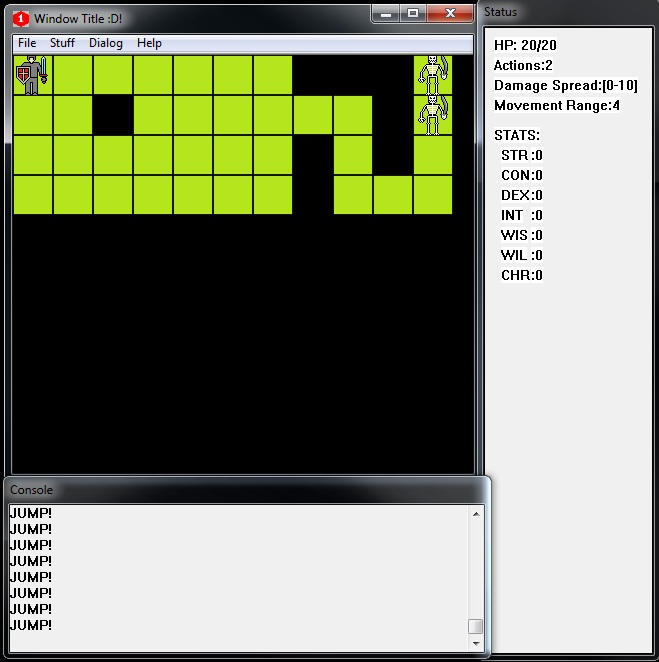 Window Title :D!
File Stuff Dialog Help
Status
HP: 20/20
Actions:2
Damage Spread:[0-10]
Movement Range:4
STATS:
STR :0
CON:0
DEX:0
INT :0
WIS :0
WIL :0
CHR:0
Console
JUMP!
JUMP!
JUMP!
JUMP!
JUMP!
JUMP!
JUMP!
JUMP!